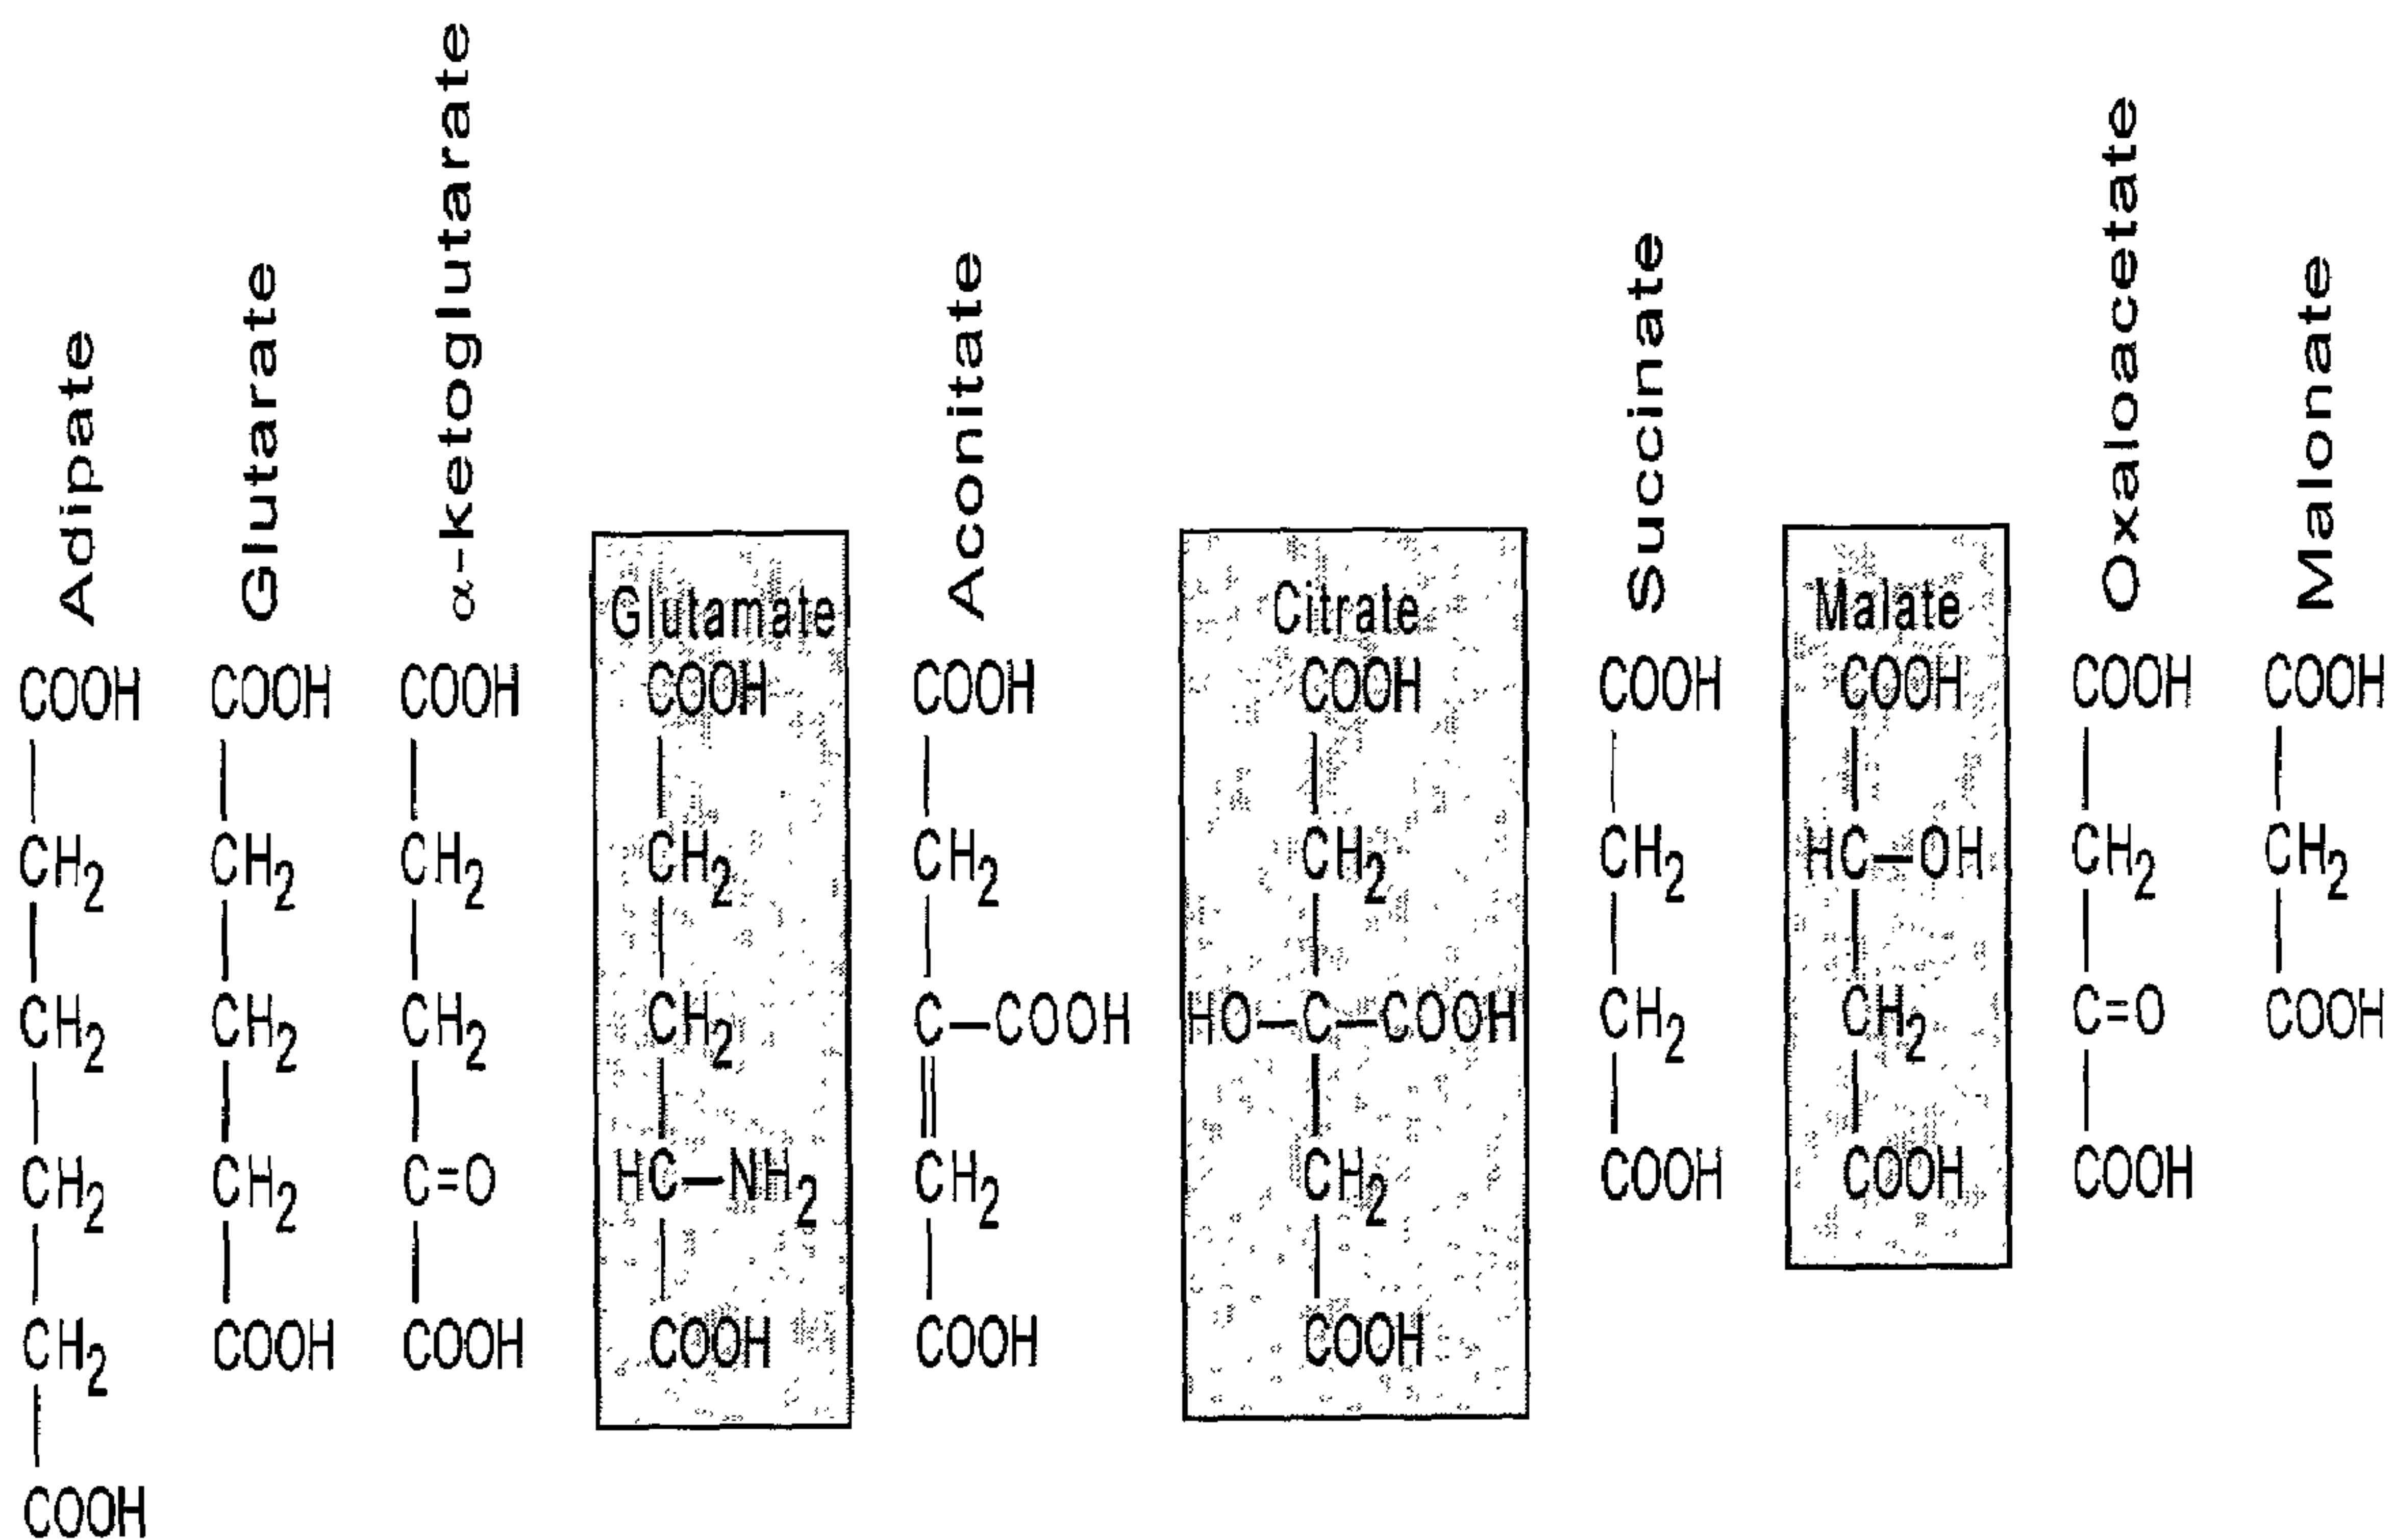 Adipate
COOH
CH2
CH2
CH2
CH2
COOH
Glutarate
COOH
CH2
CH2
CH2
COOH
α-ketoglutarate
COOH
CH2
CH2
C=O
COOH
Glutamate
COOH
CH2
CH2
HC—NH2
COOH
Aconitate
COOH
CH2
C—COOH
CH2
COOH
Citrate
COOH
CH2
HO—C—COOH
CH2
COOH
Succinate
COOH
CH2
CH2
COOH
Malate
COOH
HC—OH
CH2
COOH
Oxaloacetate
COOH
CH2
C=O
COOH
Malonate
COOH
CH2
COOH